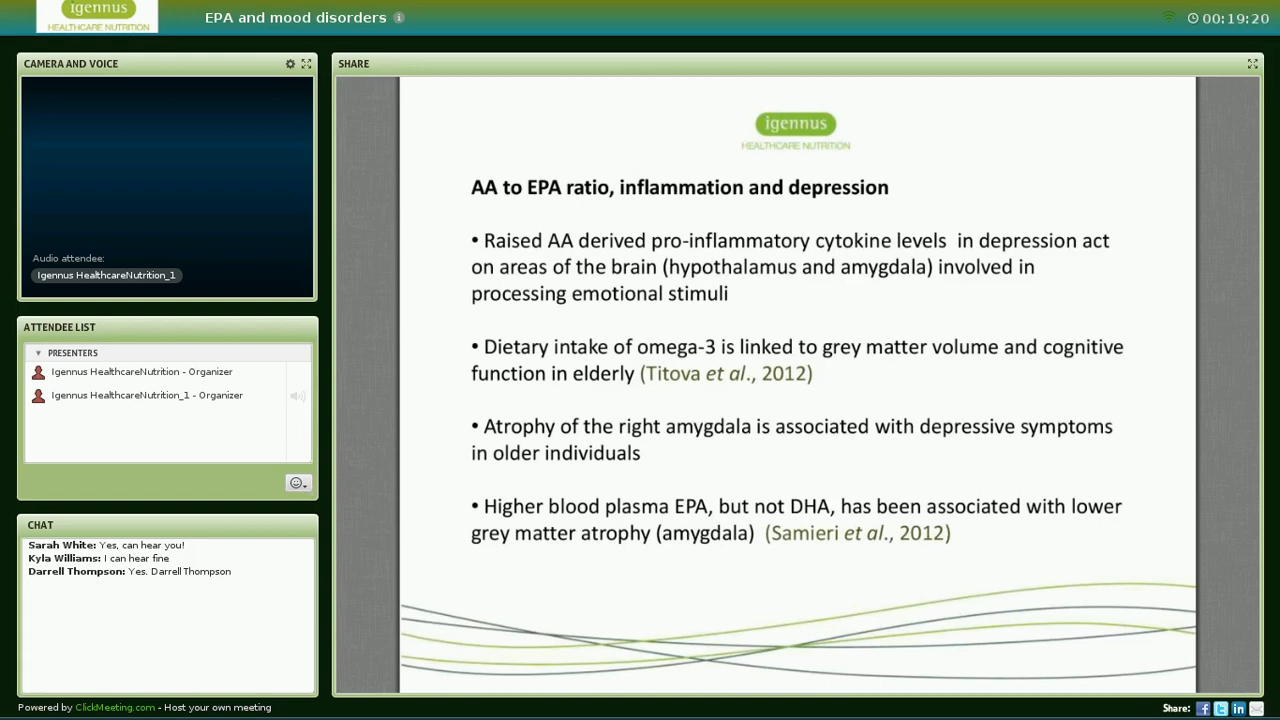 igennus
HEALTHCARE NUTRITION
EPA and mood disorders
00:19:20
CAMERA AND VOICE
Audio attendee:
Igennus HealthcareNutrition_1
ATTENDEE LIST
PRESENTERS
Igennus HealthcareNutrition - Organizer
Igennus HealthcareNutrition_1 - Organizer
CHAT
Sarah White: Yes, can hear you!
Kyla Williams: I can hear fine
Darrell Thompson: Yes. Darrell Thompson
SHARE
igennus
HEALTHCARE NUTRITION
AA to EPA ratio, inflammation and depression
• Raised AA derived pro-inflammatory cytokine levels in depression act
on areas of the brain (hypothalamus and amygdala) involved in
processing emotional stimuli
• Dietary intake of omega-3 is linked to grey matter volume and cognitive
function in elderly (Titova et al., 2012)
• Atrophy of the right amygdala is associated with depressive symptoms
in older individuals
• Higher blood plasma EPA, but not DHA, has been associated with lower
grey matter atrophy (amygdala) (Samieri et al., 2012)
Powered by ClickMeeting.com - Host your own meeting
Share: